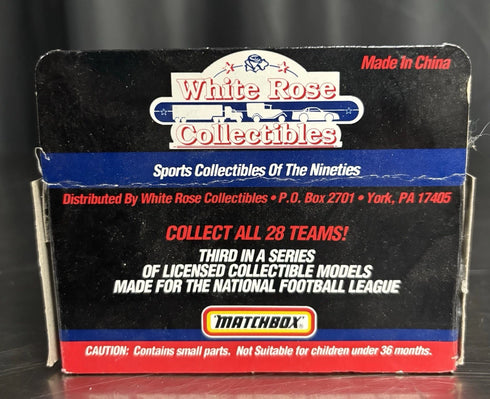 Made In China
White Rose
Collectibles
Sports Collectibles Of The Nineties
Distributed By White Rose Collectibles • P.O. Box 2701 • York, PA 17405
COLLECT ALL 28 TEAMS!
THIRD IN A SERIES
OF LICENSED COLLECTIBLE MODELS
MADE FOR THE NATIONAL FOOTBALL LEAGUE
MATCHBOX
CAUTION: Contains small parts. Not Suitable for children under 36 months.